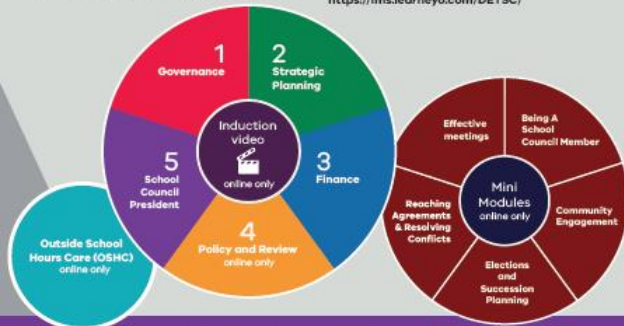 1
Governance
2
Strategic
Planning
Induction
video
online only
5
School
Council
President
3
Finance
4
Policy and Review
online only
Outside School
Hours Care (OSHC)
online only
Effective
meetings
Being A
School
Council Member
Mini
Modules
online only
Reaching
Agreements
& Resolving
Conflicts
Community
Engagement
Elections
and
Succession
Planning